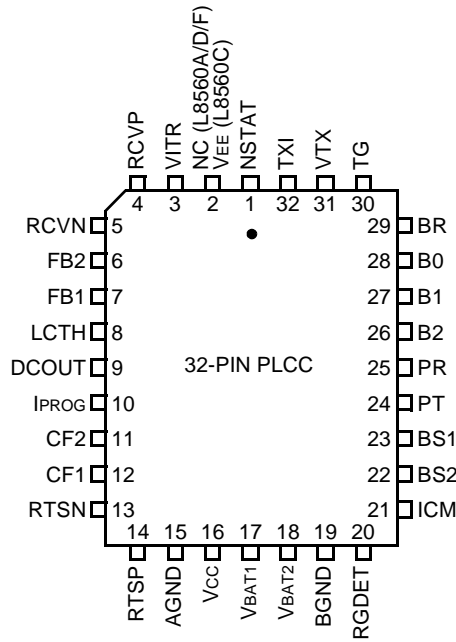 RCVP
VITR
NC (L8560A/D/F)
VEE (L8560C)
NSTAT
TXI
VTX
TG
4
3
2
1
32
31
30
RCVN 5
FB2 6
FB1 7
LCTH 8
DCOUT 9
IPROG 10
CF2 11
CF1 12
RTSN 13
32-PIN PLCC
29 BR
28 B0
27 B1
26 B2
25 PR
24 PT
23 BS1
22 BS2
21 ICM
14
15
16
17
18
19
20
RTSP
AGND
VCC
VBAT1
VBAT2
BGND
RGDET